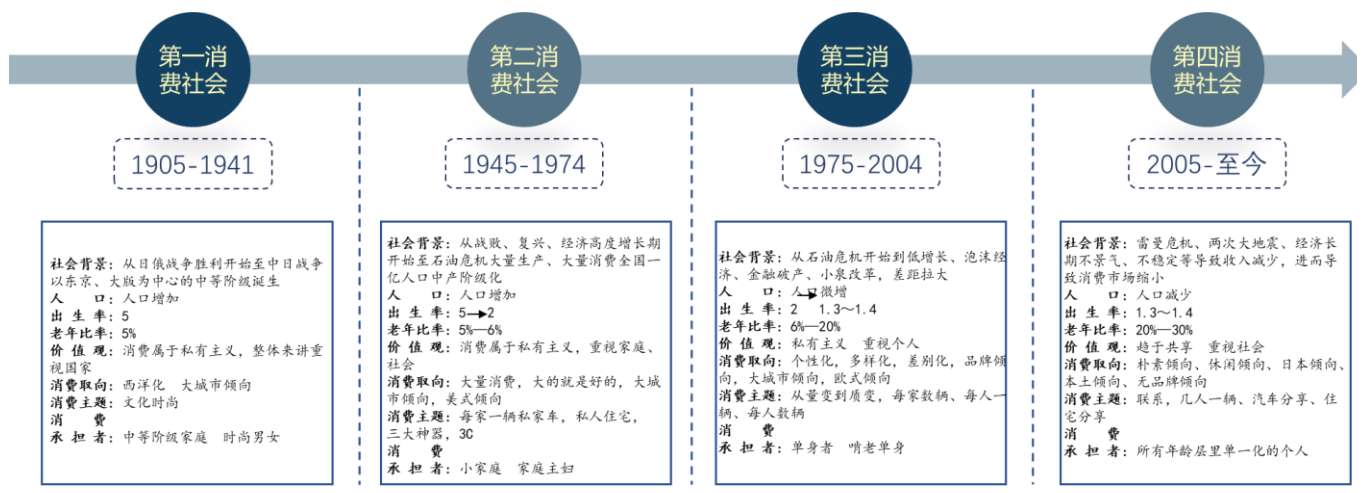 第一消
费社会
第二消
费社会
第三消
费社会
第四消
费社会
1905-1941
1945-1974
1975-2004
2005-至今
社会背景：从日俄战争胜利开始至中日战争
以东京、大版为中心的中等阶级诞生
人 口：人口增加
出 生 率：5
老年比率：5%
价 值 观：消费属于私有主义，整体来讲重
视国家
消费取向：西洋化 大城市倾向
消费主题：文化时尚
消 费
承 担 者：中等阶级家庭 时尚男女
社会背景：从战败、复兴、经济高度增长期
开始至石油危机大量生产、大量消费全国一
亿人口中产阶级化
人 口：人口增加
出 生 率：5→2
老年比率：5%—6%
价 值 观：消费属于私有主义，重视家庭、
社会
消费取向：大量消费，大的就是好的，大城
市倾向，美式倾向
消费主题：每家一辆私家车，私人住宅，
三大神器，3C
消 费
承 担 者：小家庭 家庭主妇
社会背景：从石油危机开始到低增长、泡沫经
济、金融破产、小泉改革，差距拉大
人 口：人口微增
出 生 率：2 1.3～1.4
老年比率：6%—20%
价 值 观：私有主义 重视个人
消费取向：个性化，多样化，差别化，品牌倾
向，大城市倾向，欧式倾向
消费主题：从量变到质变，每家数辆、每人一
辆、每人数辆
消 费
承 担 者：单身者 啃老单身
社会背景：雷曼危机、两次大地震、经济长
期不景气、不稳定等导致收入减少，进而导
致消费市场缩小
人 口：人口减少
出 生 率：1.3～1.4
老年比率：20%—30%
价 值 观：趋于共享 重视社会
消费取向：朴素倾向、休闲倾向、日本倾向、
本土倾向、无品牌倾向
消费主题：联系，几人一辆、汽车分享、住
宅分享
消 费
承 担 者：所有年龄层里单一化的个人